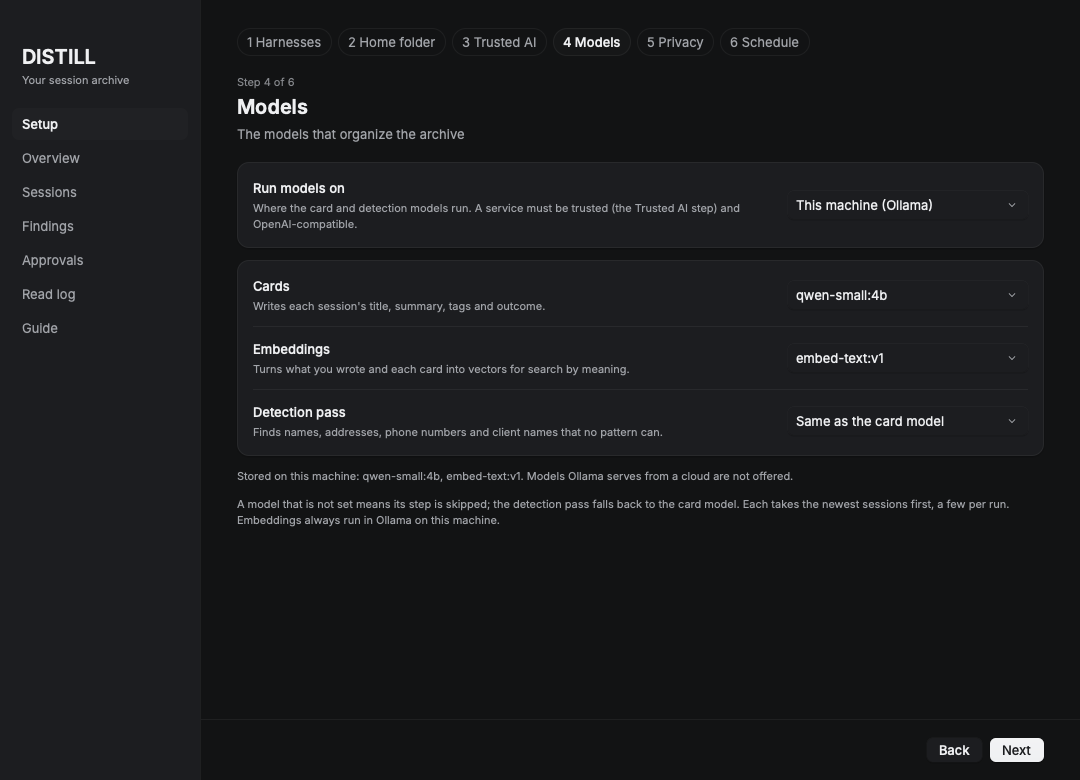 DISTILL
Your session archive
Setup
Overview
Sessions
Findings
Approvals
Read log
Guide
1 Harnesses
2 Home folder
3 Trusted AI
4 Models
5 Privacy
6 Schedule
Step 4 of 6
Models
The models that organize the archive
Run models on
Where the card and detection models run. A service must be trusted (the Trusted AI step) and
OpenAI-compatible.
This machine (Ollama)
Cards
Writes each session's title, summary, tags and outcome.
qwen-small:4b
Embeddings
Turns what you wrote and each card into vectors for search by meaning.
embed-text:v1
Detection pass
Finds names, addresses, phone numbers and client names that no pattern can.
Same as the card model
Stored on this machine: qwen-small:4b, embed-text:v1. Models Ollama serves from a cloud are not offered.
A model that is not set means its step is skipped; the detection pass falls back to the card model. Each takes the newest sessions first, a few per run.
Embeddings always run in Ollama on this machine.
Back
Next